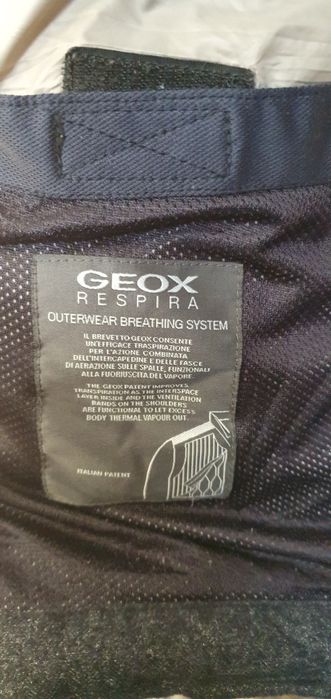 GEOX
RESPIRA
OUTERWEAR BREATHING SYSTEM
IL BREVETTO GEOX CONSENTE
UN'EFFICACE TRASPIRAZIONE
PER L'AZIONE COMBINATA
DELL'INTERCAPEDINE E DELLE FASCE
DI AERAZIONE SULLE SPALLE, FUNZIONALI
ALLA FUORIUSCITA DEL VAPORE.
THE GEOX PATENT IMPROVES
TRANSPIRATION AS THE INTERSPACE
LAYER INSIDE AND THE VENTILATION
BANDS ON THE SHOULDERS
ARE FUNCTIONAL TO LET EXCESS
BODY THERMAL VAPOUR OUT.
ITALIAN PATENT